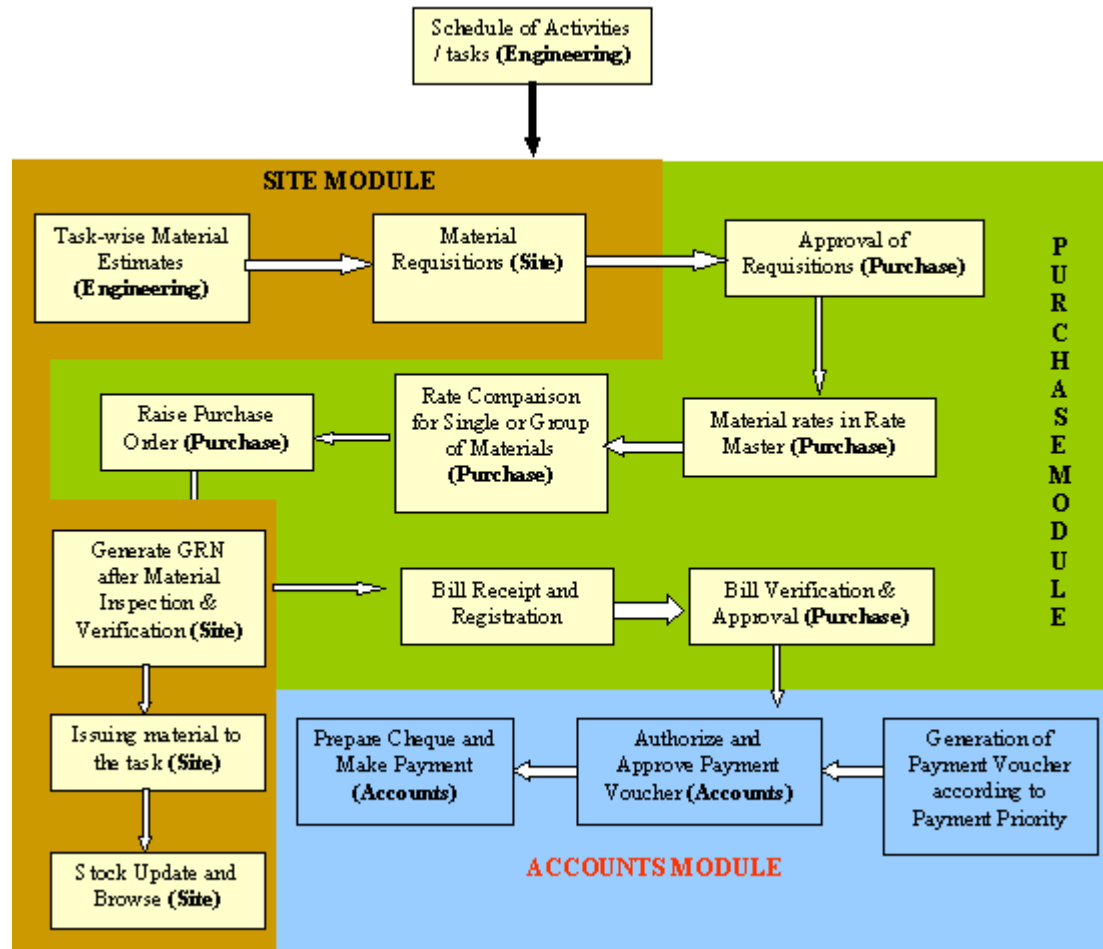 Schedule of Activities
/ tasks (Engineering)
SITE MODULE
Task-wise Material
Estimates
(Engineering)
Material
Requisitions (Site)
Approval of
Requisitions (Purchase)
PURCHASE MODULE
Raise Purchase
Order (Purchase)
Rate Comparison
for Single or Group
of Materials
(Purchase)
Material rates in Rate
Master (Purchase)
Generate GRN
after Material
Inspection &
Verification (Site)
Bill Receipt and
Registration
Bill Verification &
Approval (Purchase)
Issuing material to
the task (Site)
Prepare Cheque and
Make Payment
(Accounts)
Authorize and
Approve Payment
Voucher (Accounts)
Generation of
Payment Voucher
according to
Payment Priority
Stock Update and
Browse (Site)
ACCOUNTS MODULE